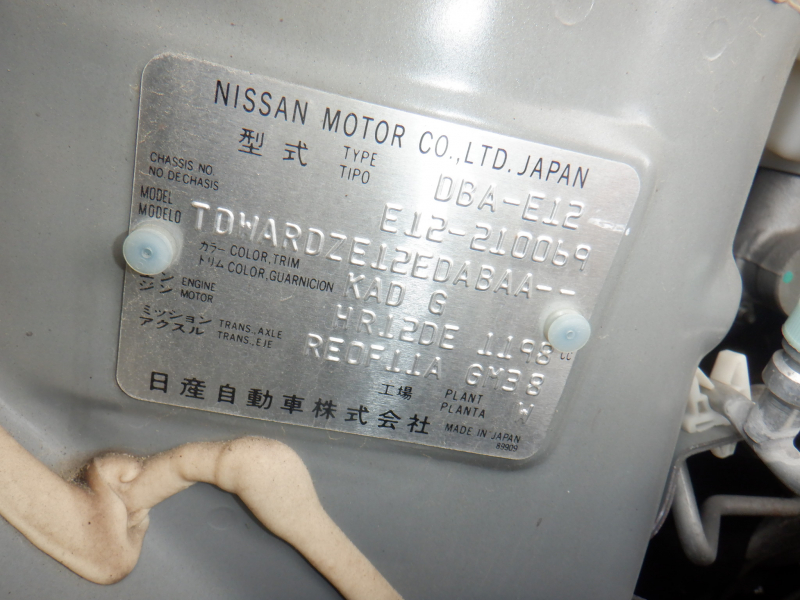 NISSAN MOTOR CO.,LTD. JAPAN
型式 TYPE TIPO DBA-E12
CHASSIS NO. NO DE CHASIS E12-210069
MODEL MODELO TDWARDZE12EDABAA--
カラー COLOR,TRIM
トリム COLOR,GUARNICION KAD G
エンジン ENGINE MOTOR HR12DE 1198 cc
ミッション TRANS.,AXLE
アクスル TRANS.,EJE RE0F11A GM38
工場 PLANT PLANTA W
日産自動車株式会社 MADE IN JAPAN
89909